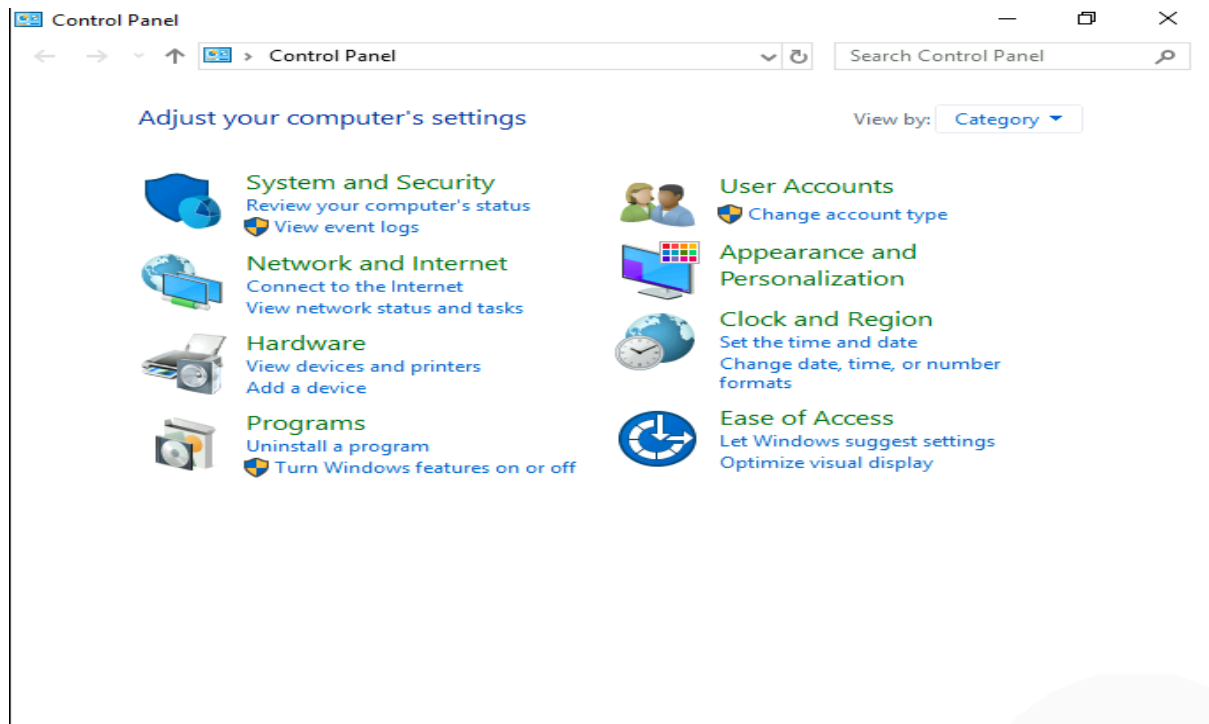 Control Panel
Control Panel
Search Control Panel
Adjust your computer's settings
View by: Category
System and Security
Review your computer's status
View event logs
Network and Internet
Connect to the Internet
View network status and tasks
Hardware
View devices and printers
Add a device
Programs
Uninstall a program
Turn Windows features on or off
User Accounts
Change account type
Appearance and
Personalization
Clock and Region
Set the time and date
Change date, time, or number
formats
Ease of Access
Let Windows suggest settings
Optimize visual display